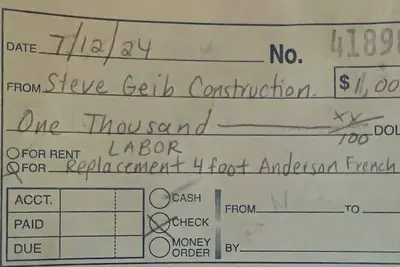 DATE 7/12/24 No. 41898
FROM Steve Geib Construction. $1,00
One Thousand xx/100 DOL
FOR RENT LABOR
FOR Replacement 4 foot Anderson French
ACCT. CASH FROM TO
PAID CHECK
DUE MONEY ORDER BY